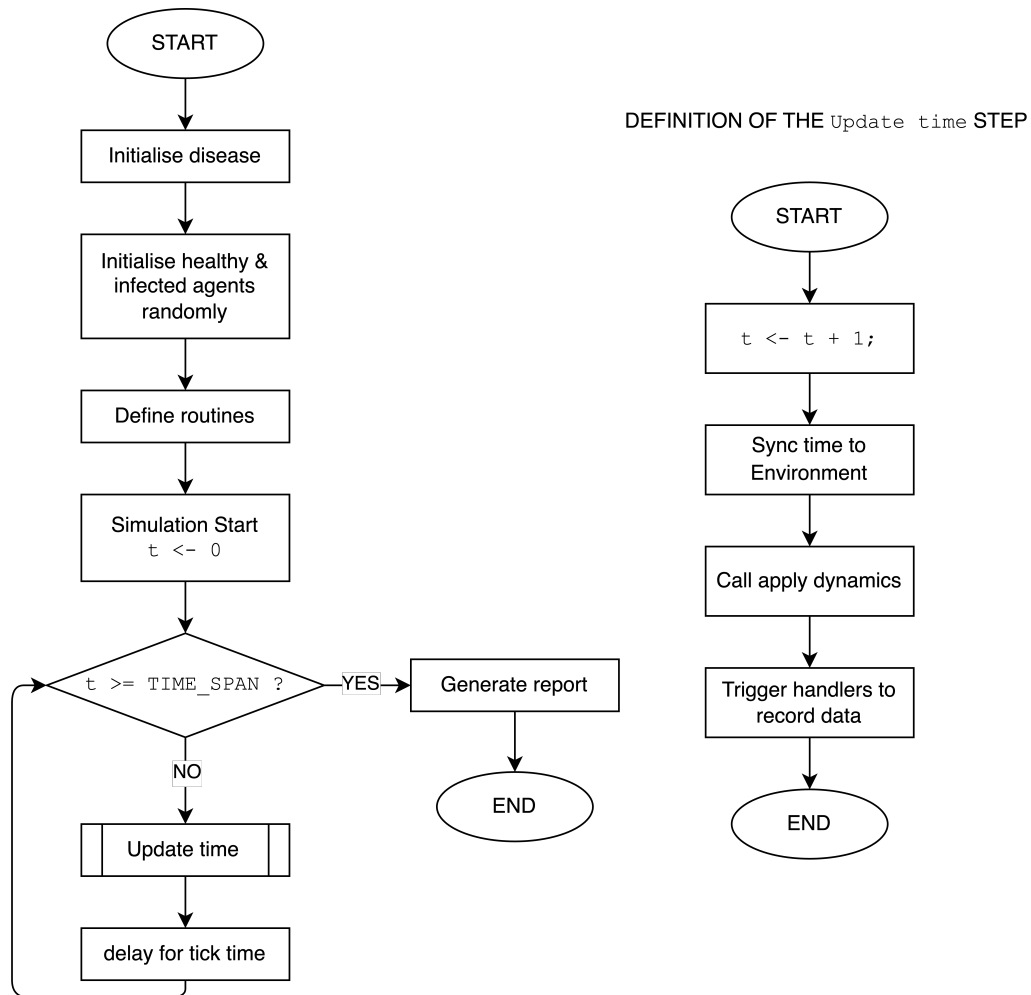 START
Initialise disease
Initialise healthy &
infected agents
randomly
Define routines
Simulation Start
t <- 0
t >= TIME_SPAN ?
YES
Generate report
END
NO
Update time
delay for tick time
DEFINITION OF THE Update time STEP
START
t <- t + 1;
Sync time to
Environment
Call apply dynamics
Trigger handlers to
record data
END